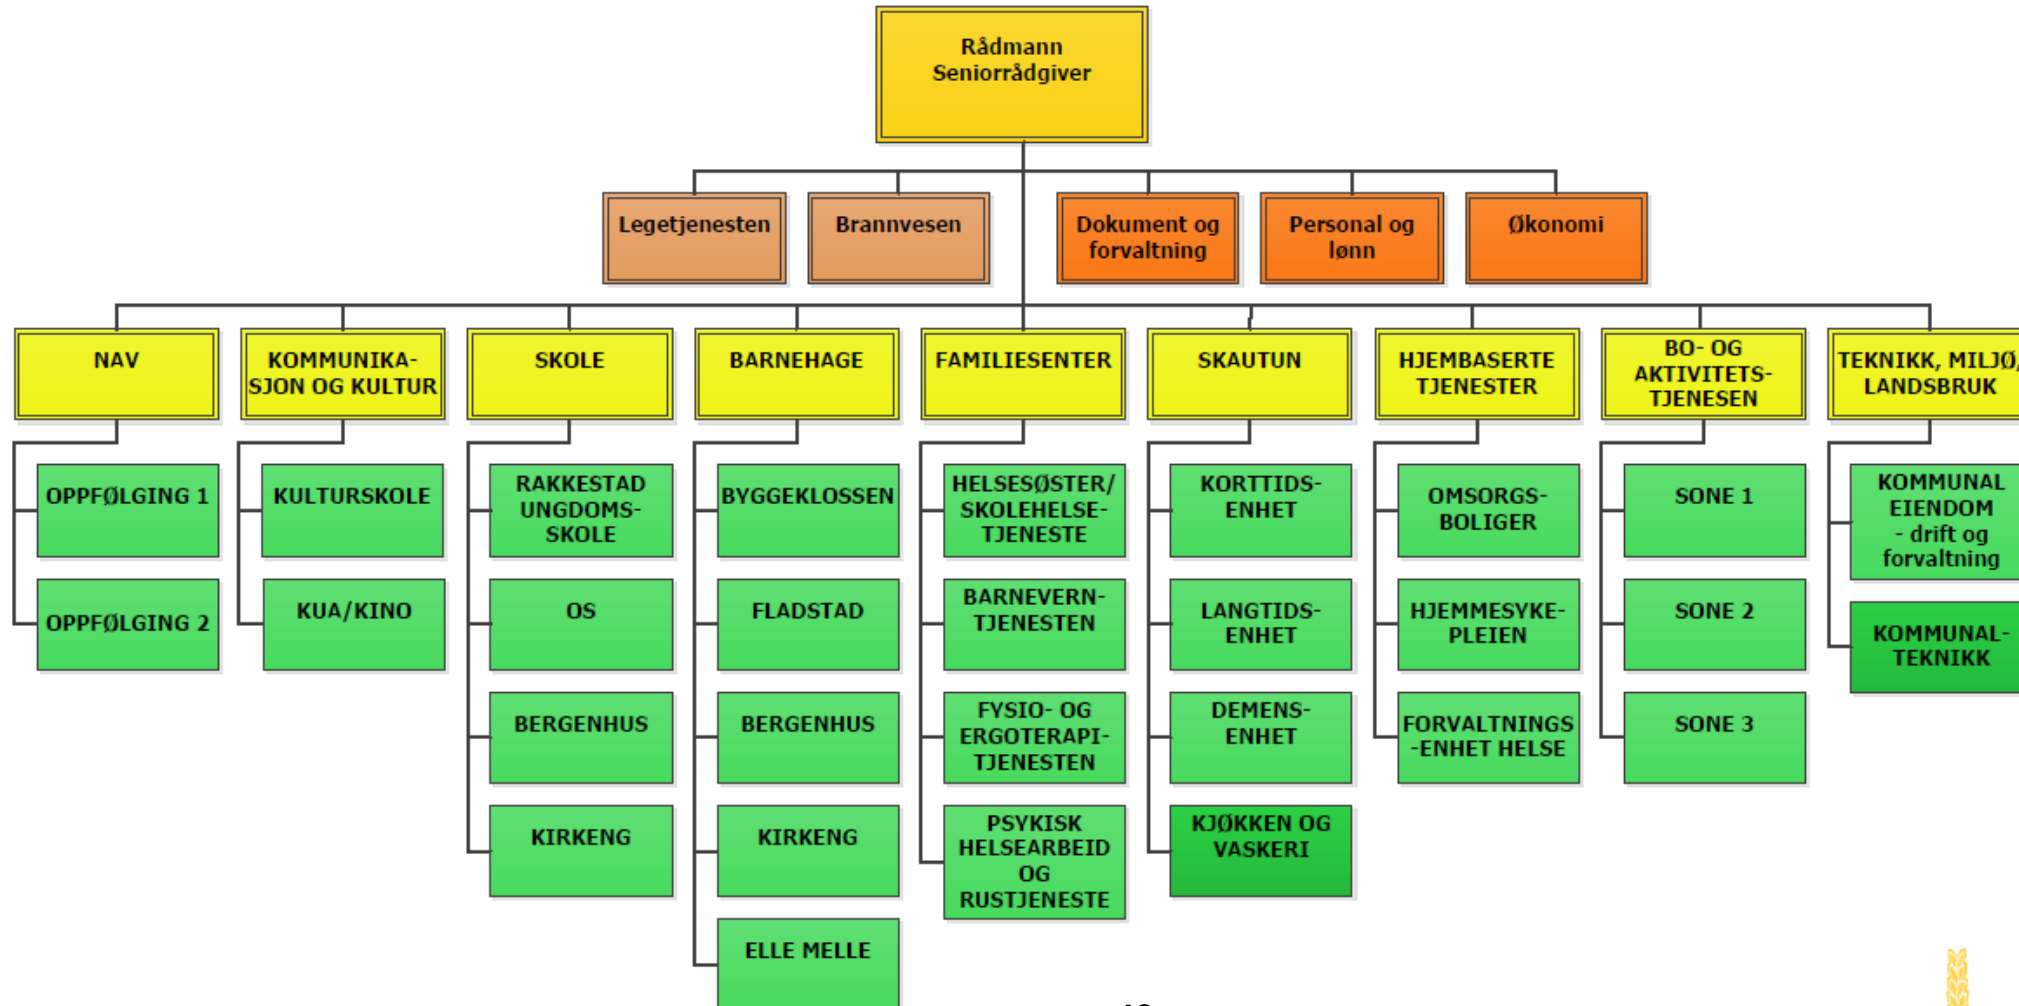 Rådmann
Seniorrådgiver
Legetjenesten
Brannvesen
Dokument og
forvaltning
Personal og
lønn
Økonomi
NAV
KOMMUNIKA-
SJON OG KULTUR
SKOLE
BARNEHAGE
FAMILIESENTER
SKAUTUN
HJEMBASERTE
TJENESTER
BO- OG
AKTIVITETS-
TJENESEN
TEKNIKK, MILJØ,
LANDSBRUK
OPPFØLGING 1
OPPFØLGING 2
KULTURSKOLE
KUA/KINO
RAKKESTAD
UNGDOMS-
SKOLE
OS
BERGENHUS
KIRKENG
BYGGEKLOSSEN
FLADSTAD
BERGENHUS
KIRKENG
ELLE MELLE
HELSESØSTER/
SKOLEHELSE-
TJENESTE
BARNEVERN-
TJENESTEN
FYSIO- OG
ERGOTERAPI-
TJENESTEN
PSYKISK
HELSEARBEID
OG
RUSTJENESTE
KORTTIDS-
ENHET
LANGTIDS-
ENHET
DEMENS-
ENHET
KJØKKEN OG
VASKERI
OMSORGS-
BOLIGER
HJEMMESYKE-
PLEIEN
FORVALTNINGS
-ENHET HELSE
SONE 1
SONE 2
SONE 3
KOMMUNAL
EIENDOM
- drift og
forvaltning
KOMMUNAL-
TEKNIKK